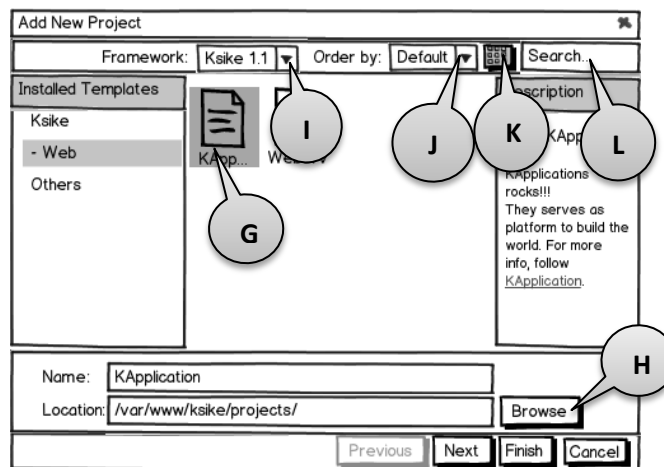 Add New Project
Framework: Ksike 1.1 Order by: Default Search..
Installed Templates
Ksike
- Web
Others
KApp...
G
I
J
K
L
KApplications
rocks!!!
They serves as
platform to build the
world. For more
info, follow
KApplication.
H
Name: KApplication
Location: /var/www/ksike/projects/ Browse
Previous Next Finish Cancel